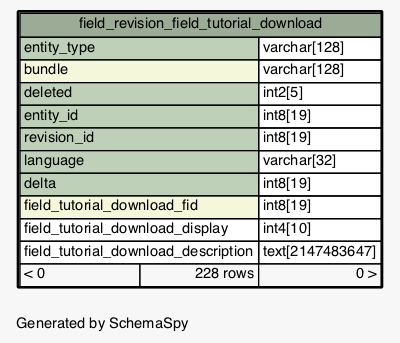 field_revision_field_tutorial_download
entity_type varchar[128]
bundle varchar[128]
deleted int2[5]
entity_id int8[19]
revision_id int8[19]
language varchar[32]
delta int8[19]
field_tutorial_download_fid int8[19]
field_tutorial_download_display int4[10]
field_tutorial_download_description text[2147483647]
< 0 228 rows 0 >
Generated by SchemaSpy